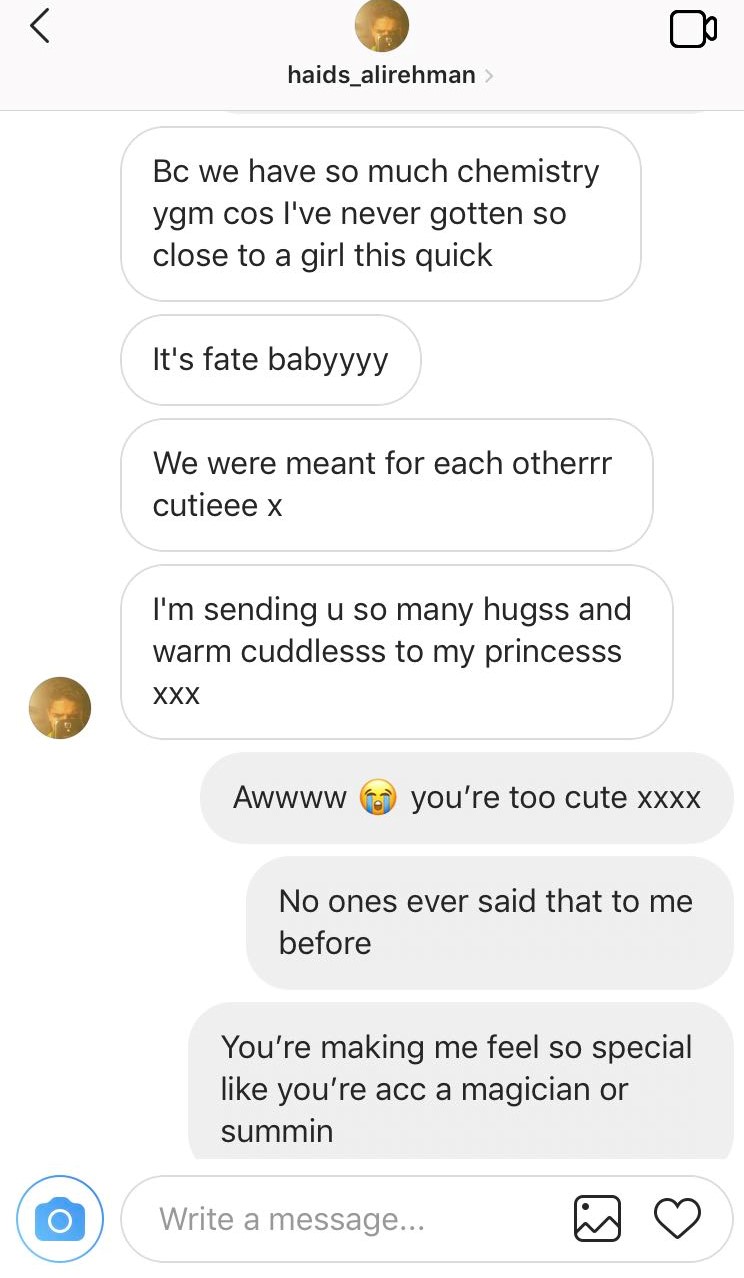 haids_alirehman
Bc we have so much chemistry
ygm cos I've never gotten so
close to a girl this quick
It's fate babyyyy
We were meant for each otherrr
cutieee x
I'm sending u so many hugss and
warm cuddlesss to my princesss
xxx
Awwww 😭 you're too cute xxxx
No ones ever said that to me
before
You're making me feel so special
like you're acc a magician or
summin
Write a message...